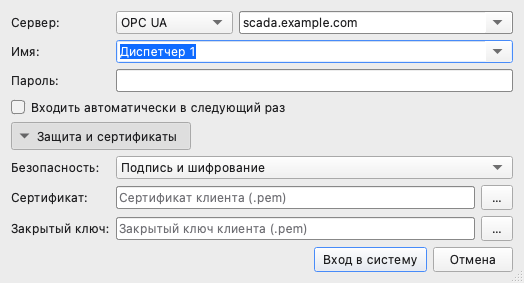 Сервер: OPC UA scada.example.com
Имя: Диспетчер 1
Пароль:
Входить автоматически в следующий раз
Защита и сертификаты
Безопасность: Подпись и шифрование
Сертификат: Сертификат клиента (.pem) ...
Закрытый ключ: Закрытый ключ клиента (.pem) ...
Вход в систему Отмена